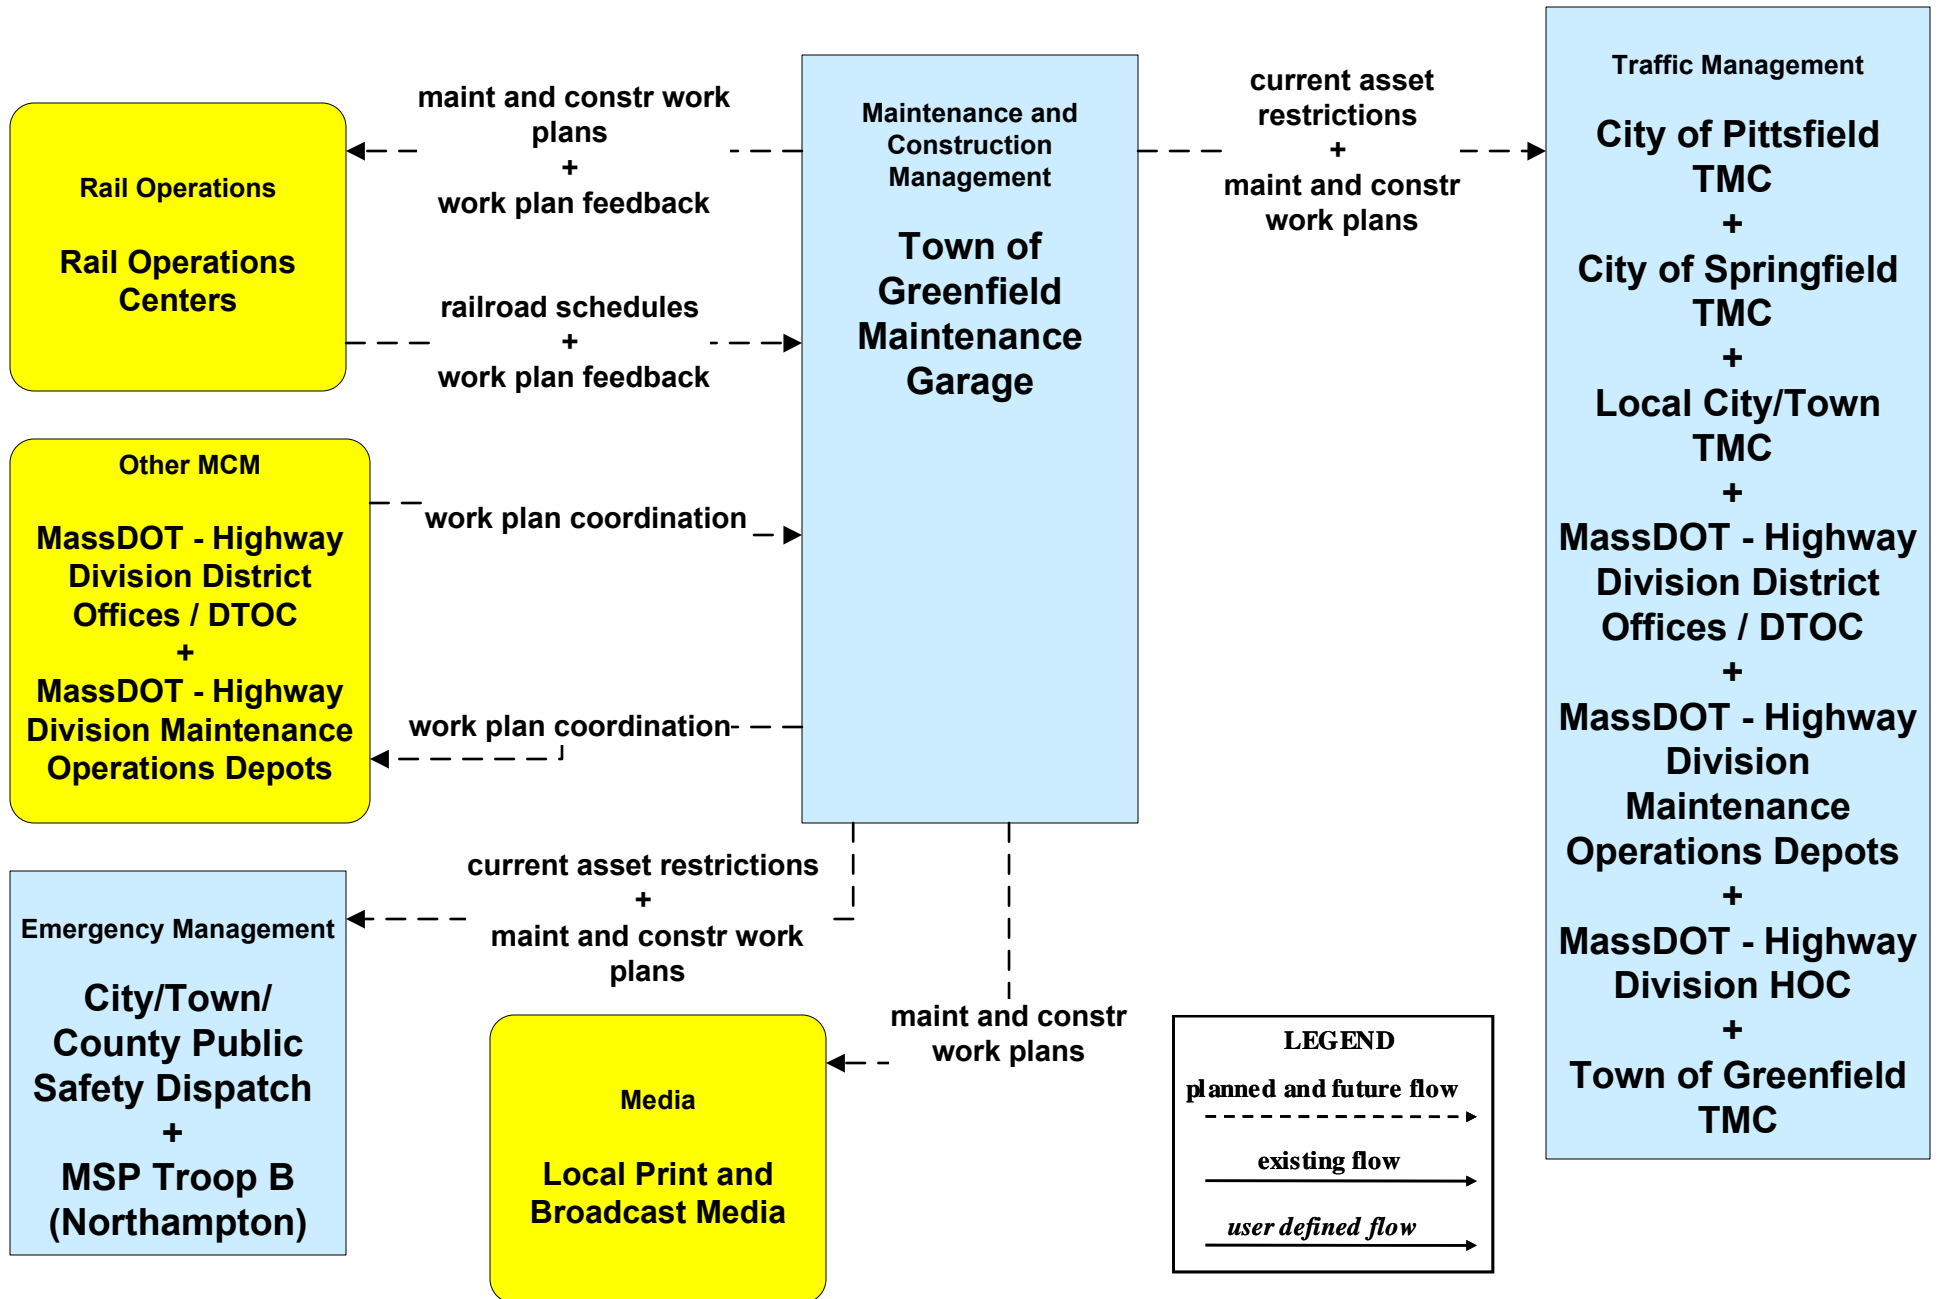 Rail Operations
Rail Operations
Centers
maint and constr work
plans
+
work plan feedback
railroad schedules
+
work plan feedback
Other MCM
MassDOT - Highway
Division District
Offices / DTOC
+
MassDOT - Highway
Division Maintenance
Operations Depots
work plan coordination
work plan coordination
Maintenance and
Construction
Management
Town of
Greenfield
Maintenance
Garage
current asset
restrictions
+
maint and constr
work plans
Traffic Management
City of Pittsfield
TMC
+
City of Springfield
TMC
+
Local City/Town
TMC
+
MassDOT - Highway
Division District
Offices / DTOC
+
MassDOT - Highway
Division
Maintenance
Operations Depots
+
MassDOT - Highway
Division HOC
+
Town of Greenfield
TMC
Emergency Management
City/Town/
County Public
Safety Dispatch
+
MSP Troop B
(Northampton)
current asset restrictions
+
maint and constr work
plans
Media
Local Print and
Broadcast Media
maint and constr
work plans
LEGEND
planned and future flow
existing flow
user defined flow